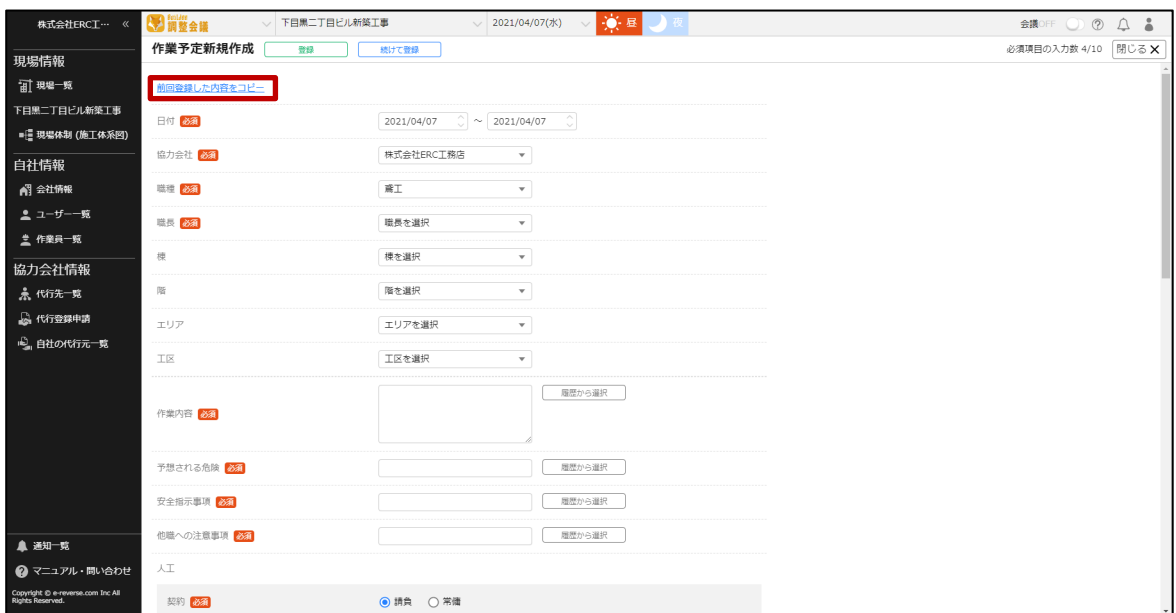 株式会社ERC工… «
Buildee
調整会議
下目黒二丁目ビル新築工事
2021/04/07(水)
昼
夜
会議OFF
作業予定新規作成
登録
続けて登録
必須項目の入力数 4/10
閉じる ✕
現場情報
現場一覧
下目黒二丁目ビル新築工事
現場体制 (施工体系図)
自社情報
会社情報
ユーザー一覧
作業員一覧
協力会社情報
代行先一覧
代行登録申請
自社の代行元一覧
通知一覧
マニュアル・問い合わせ
Copyright © e-reverse.com Inc All
Rights Reserved.
前回登録した内容をコピー
日付 必須
2021/04/07 ～ 2021/04/07
協力会社 必須
株式会社ERC工務店
職種 必須
鳶工
職長 必須
職長を選択
棟
棟を選択
階
階を選択
エリア
エリアを選択
工区
工区を選択
作業内容 必須
履歴から選択
予想される危険 必須
履歴から選択
安全指示事項 必須
履歴から選択
他職への注意事項 必須
履歴から選択
人工
契約 必須
請負 常傭